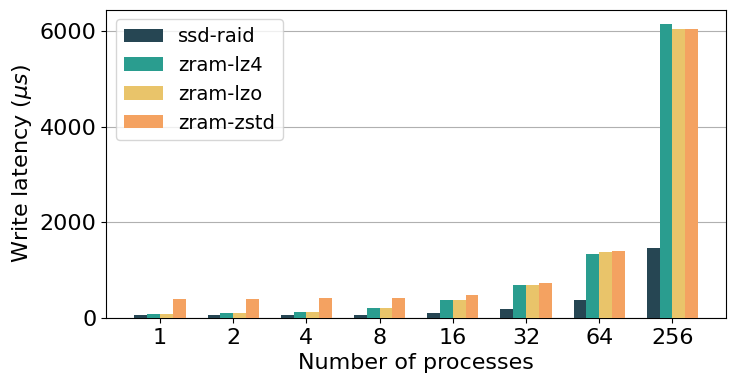 6000
4000
2000
0
Write latency (μs)
ssd-raid
zram-lz4
zram-lzo
zram-zstd
1 2 4 8 16 32 64 256
Number of processes